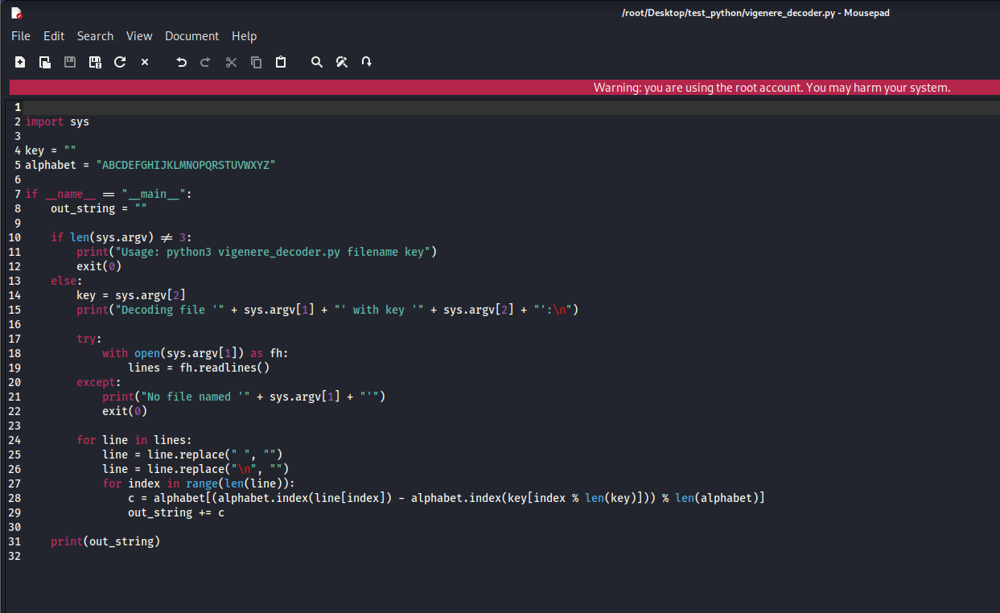 /root/Desktop/test_python/vigenere_decoder.py - Mousepad
File Edit Search View Document Help
Warning: you are using the root account. You may harm your system.
1
2 import sys
3
4 key = ""
5 alphabet = "ABCDEFGHIJKLMNOPQRSTUVWXYZ"
6
7 if __name__ == "__main__":
8     out_string = ""
9
10     if len(sys.argv) != 3:
11         print("Usage: python3 vigenere_decoder.py filename key")
12         exit(0)
13     else:
14         key = sys.argv[2]
15         print("Decoding file '" + sys.argv[1] + "' with key '" + sys.argv[2] + "':\n")
16
17         try:
18             with open(sys.argv[1]) as fh:
19                 lines = fh.readlines()
20         except:
21             print("No file named '" + sys.argv[1] + "'")
22             exit(0)
23
24         for line in lines:
25             line = line.replace(" ", "")
26             line = line.replace("\n", "")
27             for index in range(len(line)):
28                 c = alphabet[(alphabet.index(line[index]) - alphabet.index(key[index % len(key)])) % len(alphabet)]
29                 out_string += c
30
31     print(out_string)
32